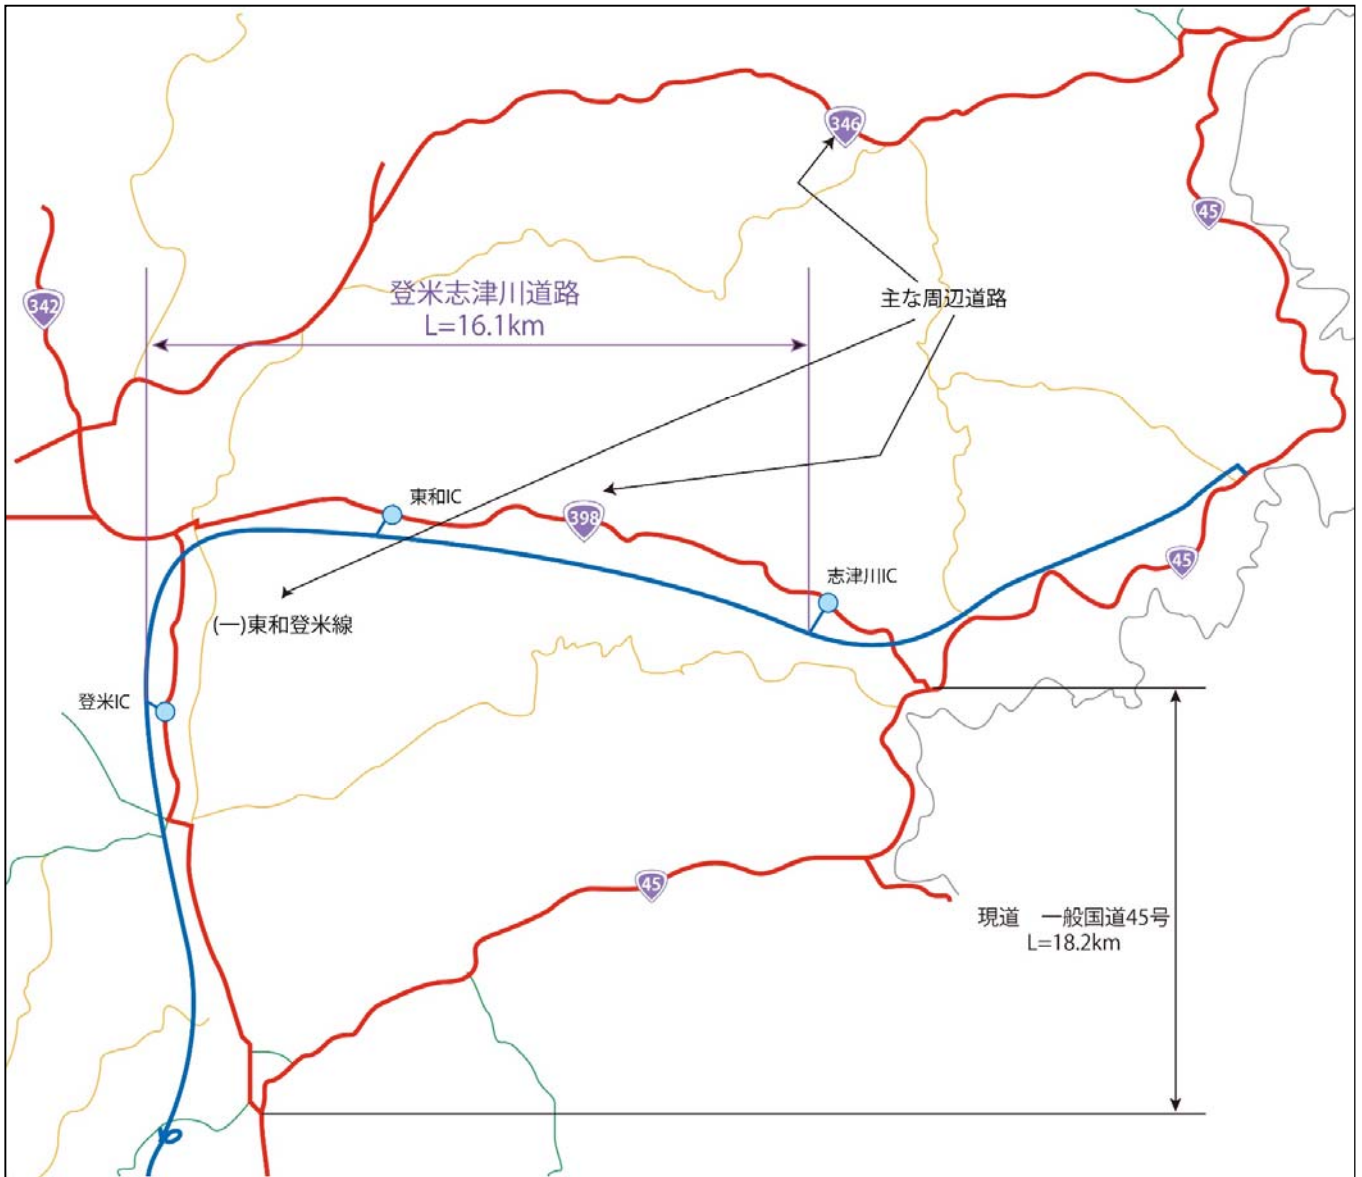 346
45
342
登米志津川道路
L=16.1km
主な周辺道路
東和IC
398
志津川IC
45
(一)東和登米線
登米IC
45
現道　一般国道45号
L=18.2km